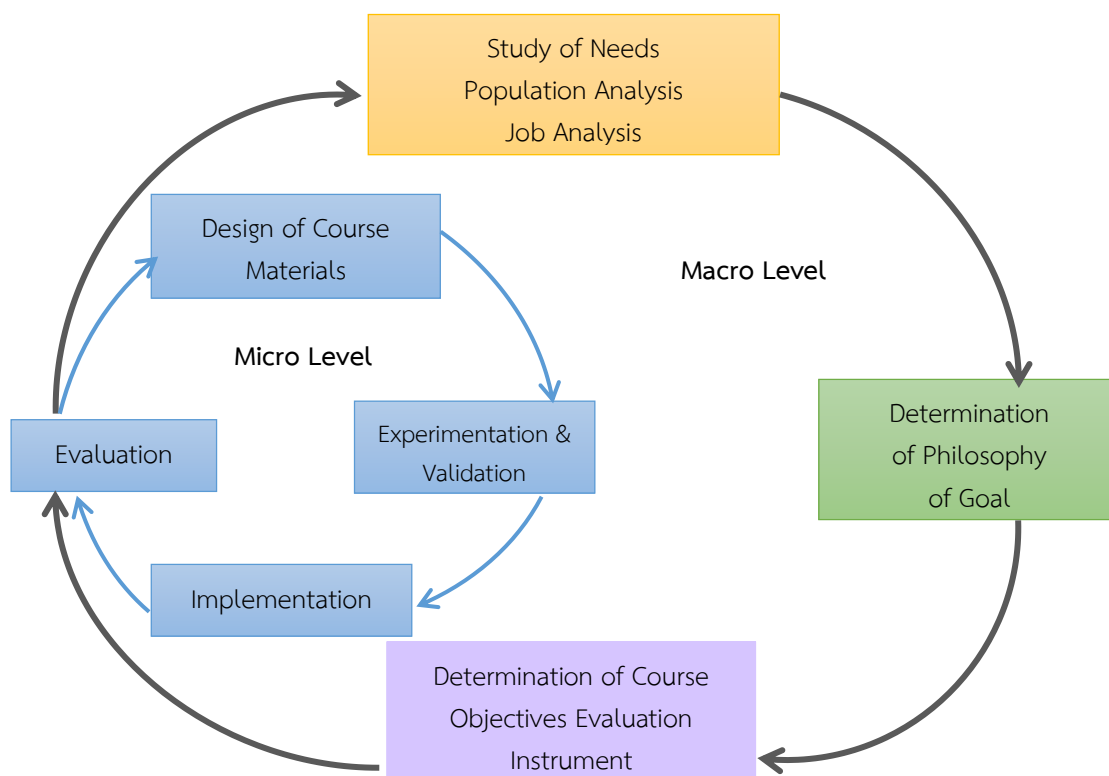 Study of Needs
Population Analysis
Job Analysis
Design of Course
Materials
Macro Level
Micro Level
Determination
of Philosophy
of Goal
Experimentation &
Validation
Evaluation
Implementation
Determination of Course
Objectives Evaluation
Instrument